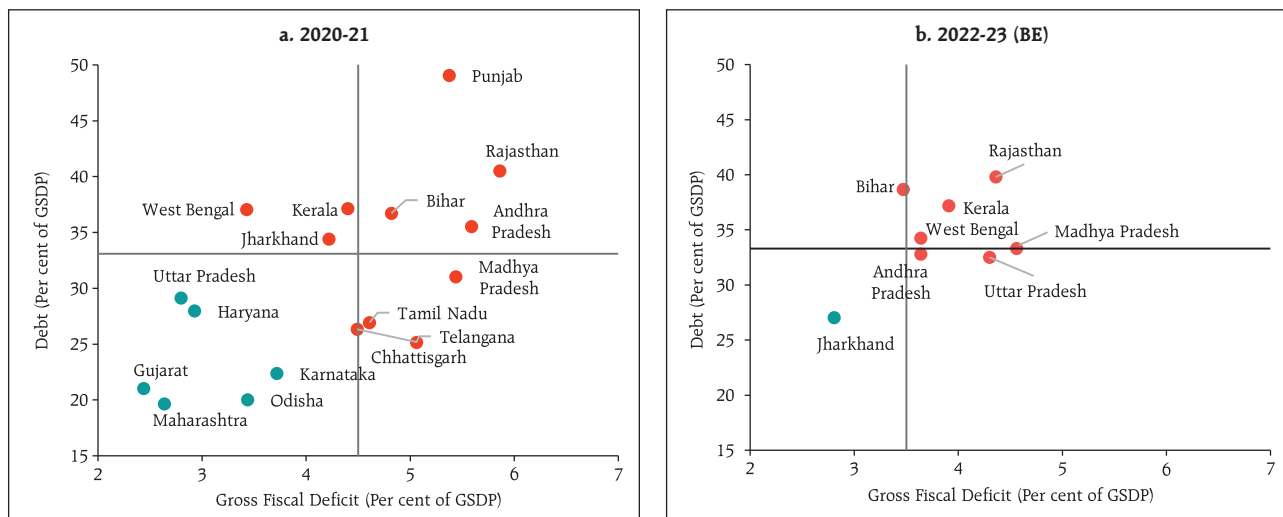 a. 2020-21
Debt (Per cent of GSDP)
50
45
40
35
30
25
20
15
2
3
4
5
6
7
Gross Fiscal Deficit (Per cent of GSDP)
Punjab
Rajasthan
West Bengal
Kerala
Bihar
Andhra
Pradesh
Jharkhand
Uttar Pradesh
Madhya
Pradesh
Haryana
Tamil Nadu
Telangana
Chhattisgarh
Gujarat
Karnataka
Odisha
Maharashtra
b. 2022-23 (BE)
Debt (Per cent of GSDP)
50
45
40
35
30
25
20
15
2
3
4
5
6
7
Gross Fiscal Deficit (Per cent of GSDP)
Rajasthan
Bihar
Kerala
West Bengal
Madhya Pradesh
Andhra
Pradesh
Uttar Pradesh
Jharkhand